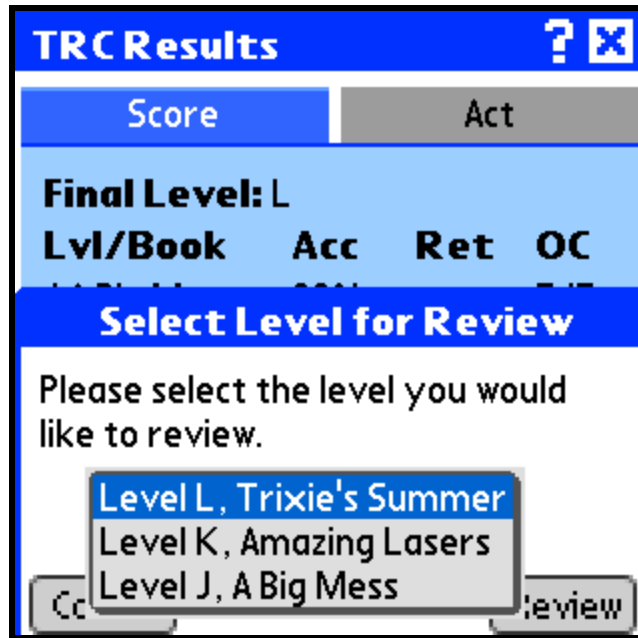 TRC Results ?
Score Act
Final Level: L
Lvl/Book Acc Ret OC
Select Level for Review
Please select the level you would
like to review.
Level L, Trixie's Summer
Level K, Amazing Lasers
Level J, A Big Mess